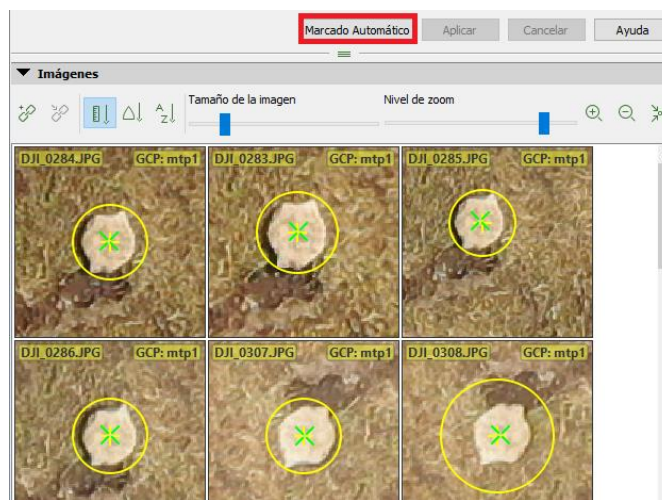 Marcado Automático Aplicar Cancelar Ayuda
Imágenes
Tamaño de la imagen Nivel de zoom
A
Z
DJI_0284.JPG GCP: mtp1 DJI_0283.JPG GCP: mtp1 DJI_0285.JPG GCP: mtp1
DJI_0286.JPG GCP: mtp1 DJI_0307.JPG GCP: mtp1 DJI_0308.JPG GCP: mtp1